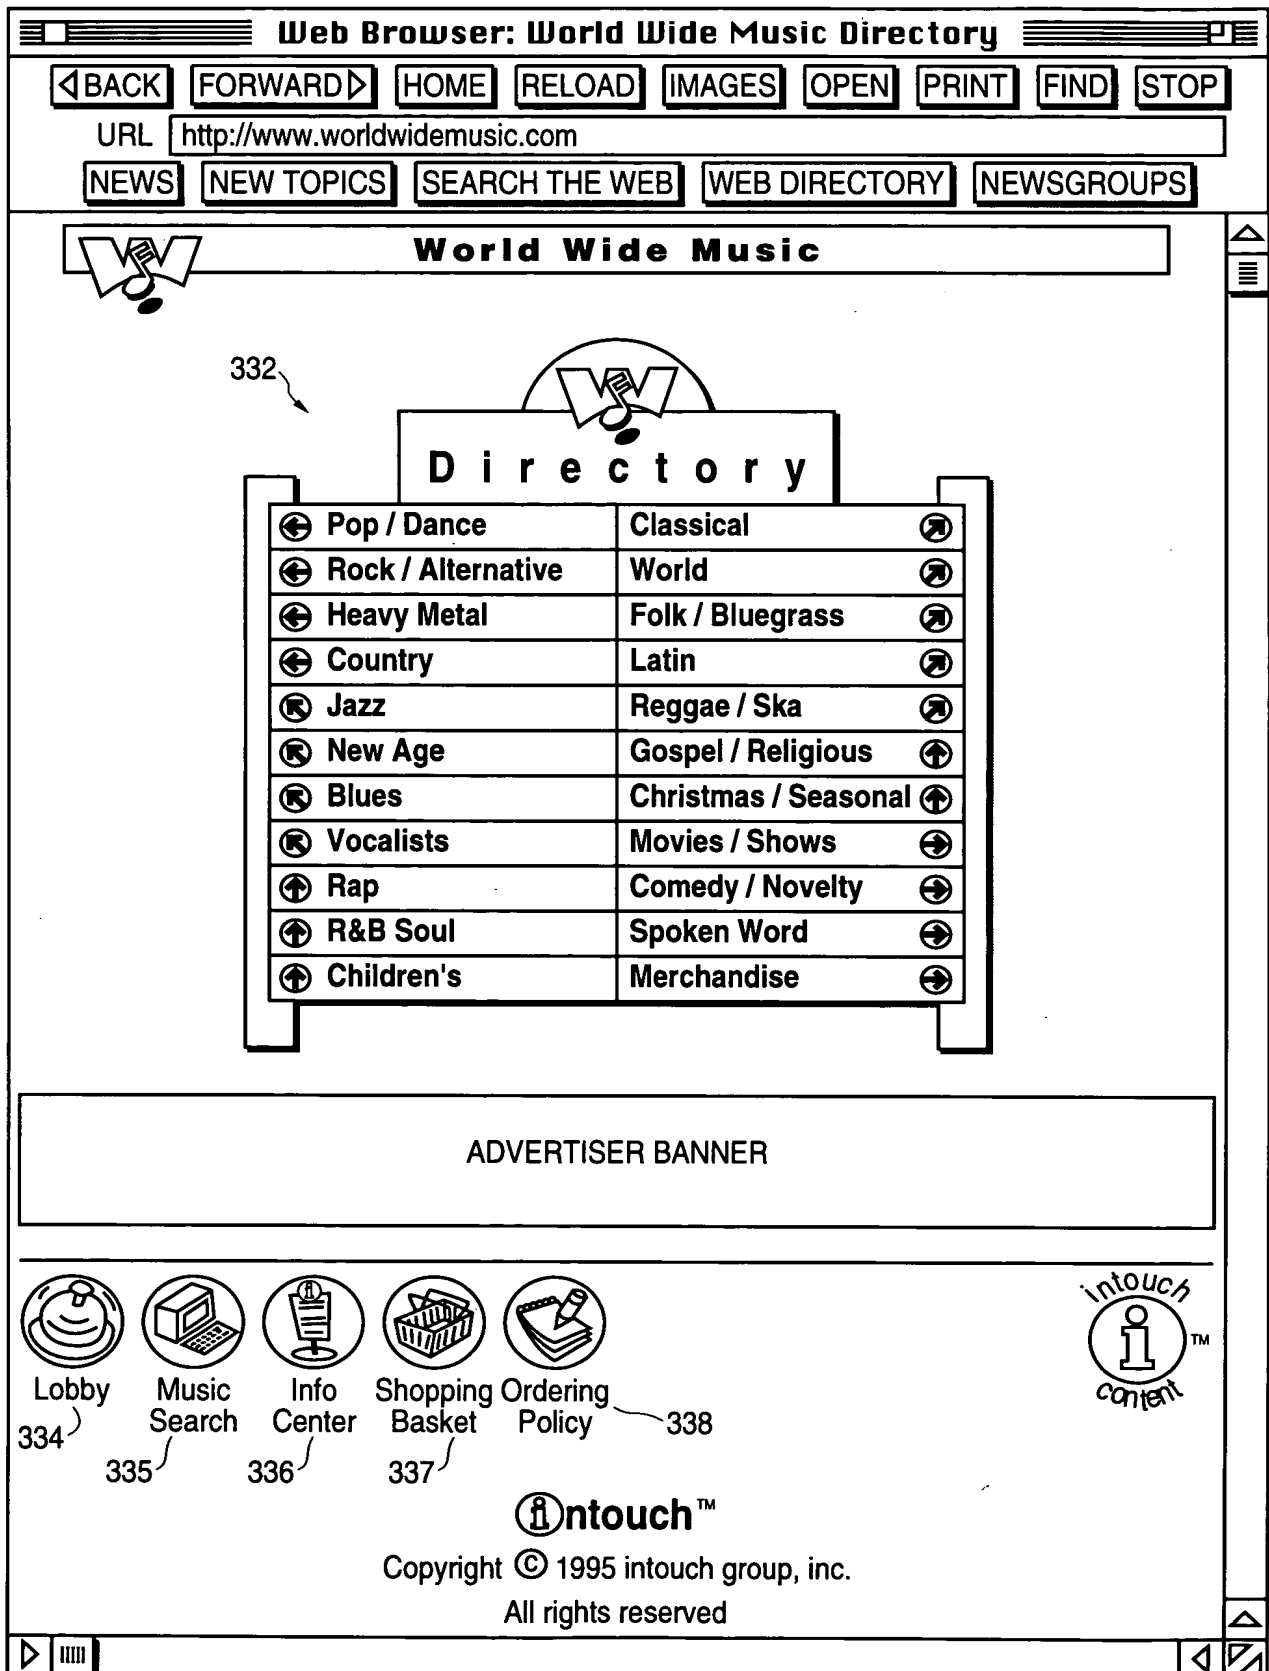 Web Browser: World Wide Music Directory
BACK FORWARD HOME RELOAD IMAGES OPEN PRINT FIND STOP
URL http://www.worldwidemusic.com
NEWS NEW TOPICS SEARCH THE WEB WEB DIRECTORY NEWSGROUPS
World Wide Music
332
Directory
Pop / Dance Classical
Rock / Alternative World
Heavy Metal Folk / Bluegrass
Country Latin
Jazz Reggae / Ska
New Age Gospel / Religious
Blues Christmas / Seasonal
Vocalists Movies / Shows
Rap Comedy / Novelty
R&B Soul Spoken Word
Children's Merchandise
ADVERTISER BANNER
intouch
i TM
content
Lobby Music Search Info Center Shopping Basket Ordering Policy
334 335 336 337 338
intouch™
Copyright © 1995 intouch group, inc.
All rights reserved